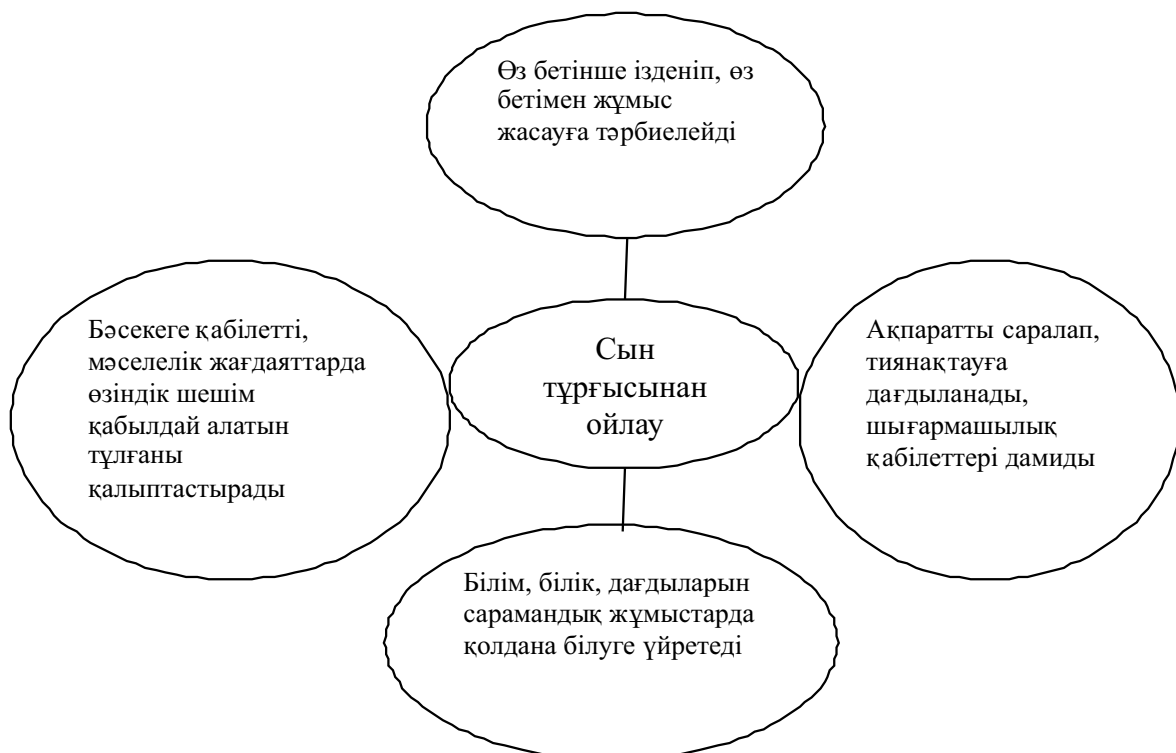 Өз бетінше ізденіп, өз
бетімен жұмыс
жасауға тәрбиелейді
Бәсекеге қабілетті,
мәселелік жағдаяттарда
өзіндік шешім
қабылдай алатын
тұлғаны
қалыптастырады
Сын
тұрғысынан
ойлау
Ақпаратты саралап,
тиянақтауға
дағдыланады,
шығармашылық
қабілеттері дамиды
Білім, білік, дағдыларын
сарамандық жұмыстарда
қолдана білуге үйретеді